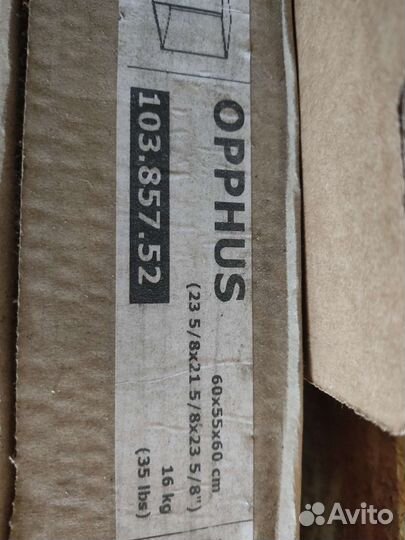 OPPHUS
103.857.52
60x55x60 cm
(23 5/8x21 5/8x23 5/8")
16 kg
(35 lbs)
Avito